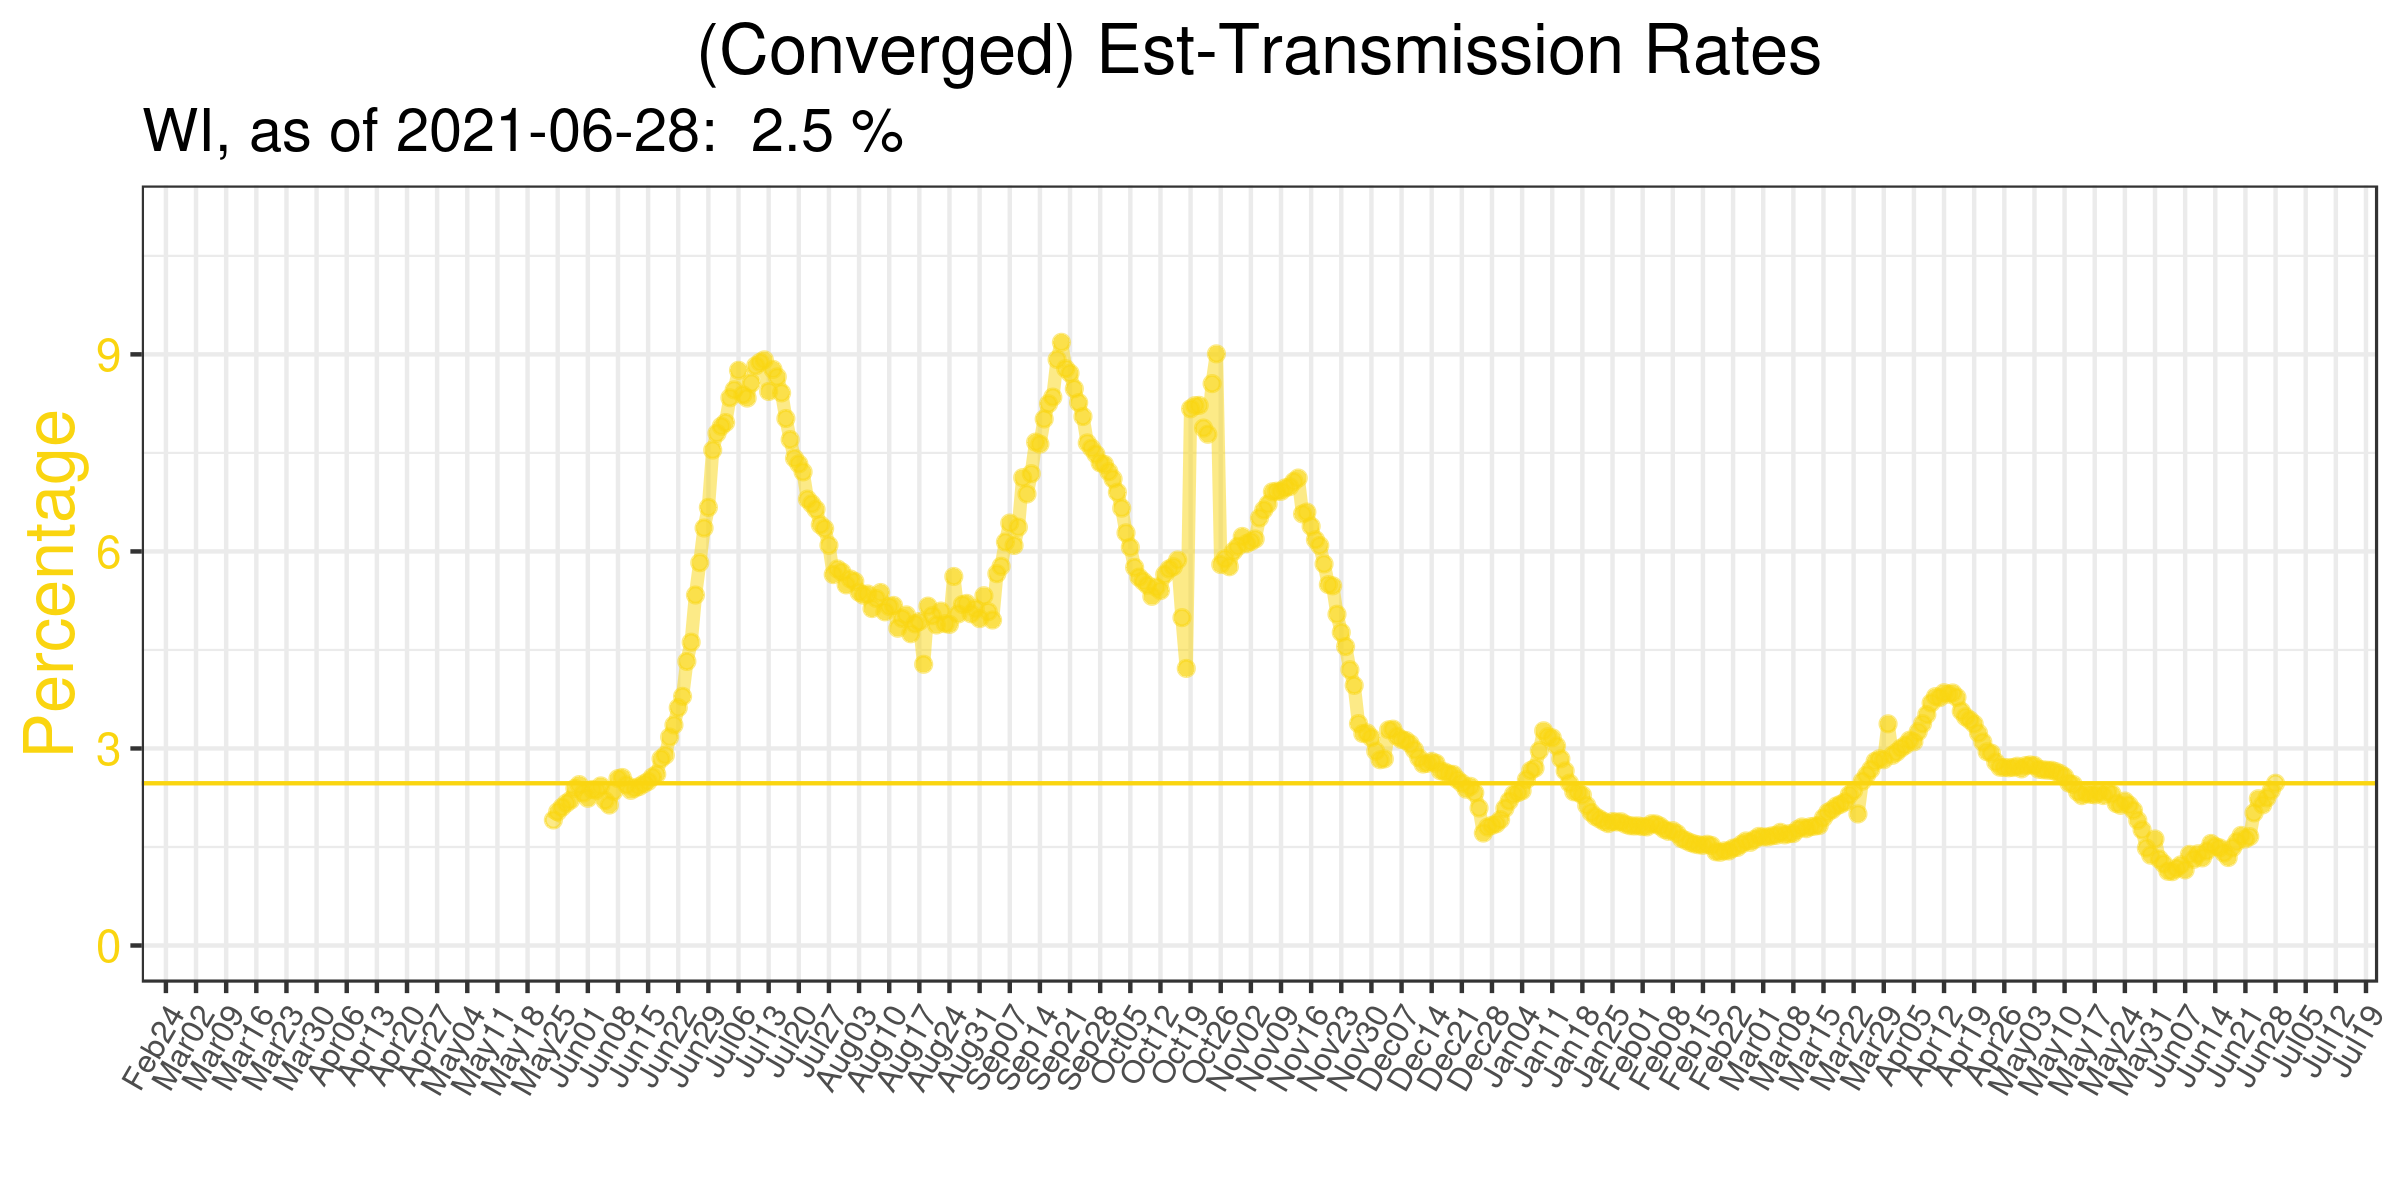 (Converged) Est-Transmission Rates
WI, as of 2021-06-28: 2.5 %
Percentage
9
6
3
0
Feb24
Mar02
Mar09
Mar16
Mar23
Mar30
Apr06
Apr13
Apr20
Apr27
May04
May11
May18
May25
Jun01
Jun08
Jun15
Jun22
Jun29
Jul06
Jul13
Jul20
Jul27
Aug03
Aug10
Aug17
Aug24
Aug31
Sep07
Sep14
Sep21
Sep28
Oct05
Oct12
Oct19
Oct26
Nov02
Nov09
Nov16
Nov23
Nov30
Dec07
Dec14
Dec21
Dec28
Jan04
Jan11
Jan18
Jan25
Feb01
Feb08
Feb15
Feb22
Mar01
Mar08
Mar15
Mar22
Mar29
Apr05
Apr12
Apr19
Apr26
May03
May10
May17
May24
May31
Jun07
Jun14
Jun21
Jun28
Jul05
Jul12
Jul19